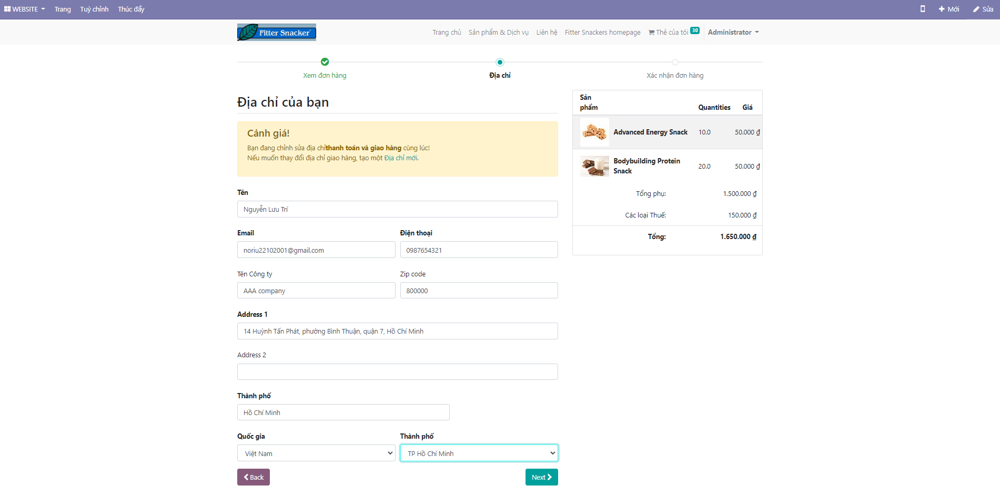 WEBSITE Trang Tuỳ chỉnh Thúc đẩy Mới Sửa
Fitter Snacker Trang chủ Sản phẩm & Dịch vụ Liên hệ Fitter Snackers homepage Thẻ của tôi 30 Administrator
Xem đơn hàng Địa chỉ Xác nhận đơn hàng
Địa chỉ của bạn
Cảnh giá!
Bạn đang chỉnh sửa địa chỉthanh toán và giao hàng cùng lúc!
Nếu muốn thay đổi địa chỉ giao hàng, tạo một Địa chỉ mới.
Tên
Nguyễn Lưu Trí
Email Điện thoại
noriu22102001@gmail.com 0987654321
Tên Công ty Zip code
AAA company 800000
Address 1
14 Huỳnh Tấn Phát, phường Bình Thuận, quận 7, Hồ Chí Minh
Address 2
Thành phố
Hồ Chí Minh
Quốc gia Thành phố
Việt Nam TP Hồ Chí Minh
Back Next
Sản
phẩm Quantities Giá
Advanced Energy Snack 10.0 50.000 ₫
Bodybuilding Protein
Snack 20.0 50.000 ₫
Tổng phụ: 1.500.000 ₫
Các loại Thuế: 150.000 ₫
Tổng: 1.650.000 ₫